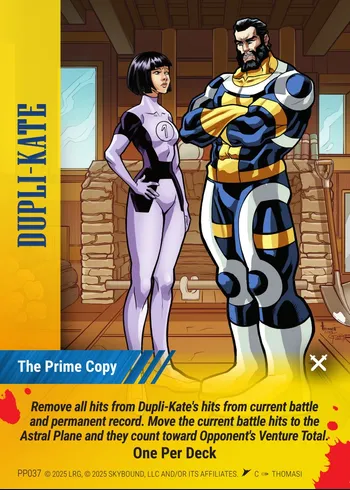 DUPLI-KATE
The Prime Copy
Remove all hits from Dupli-Kate's hits from current battle
and permanent record. Move the current battle hits to the
Astral Plane and they count toward Opponent's Venture Total.
One Per Deck
PP037 © 2025 LRG, © 2025 SKYBOUND, LLC AND/OR ITS AFFILIATES. C THOMASI